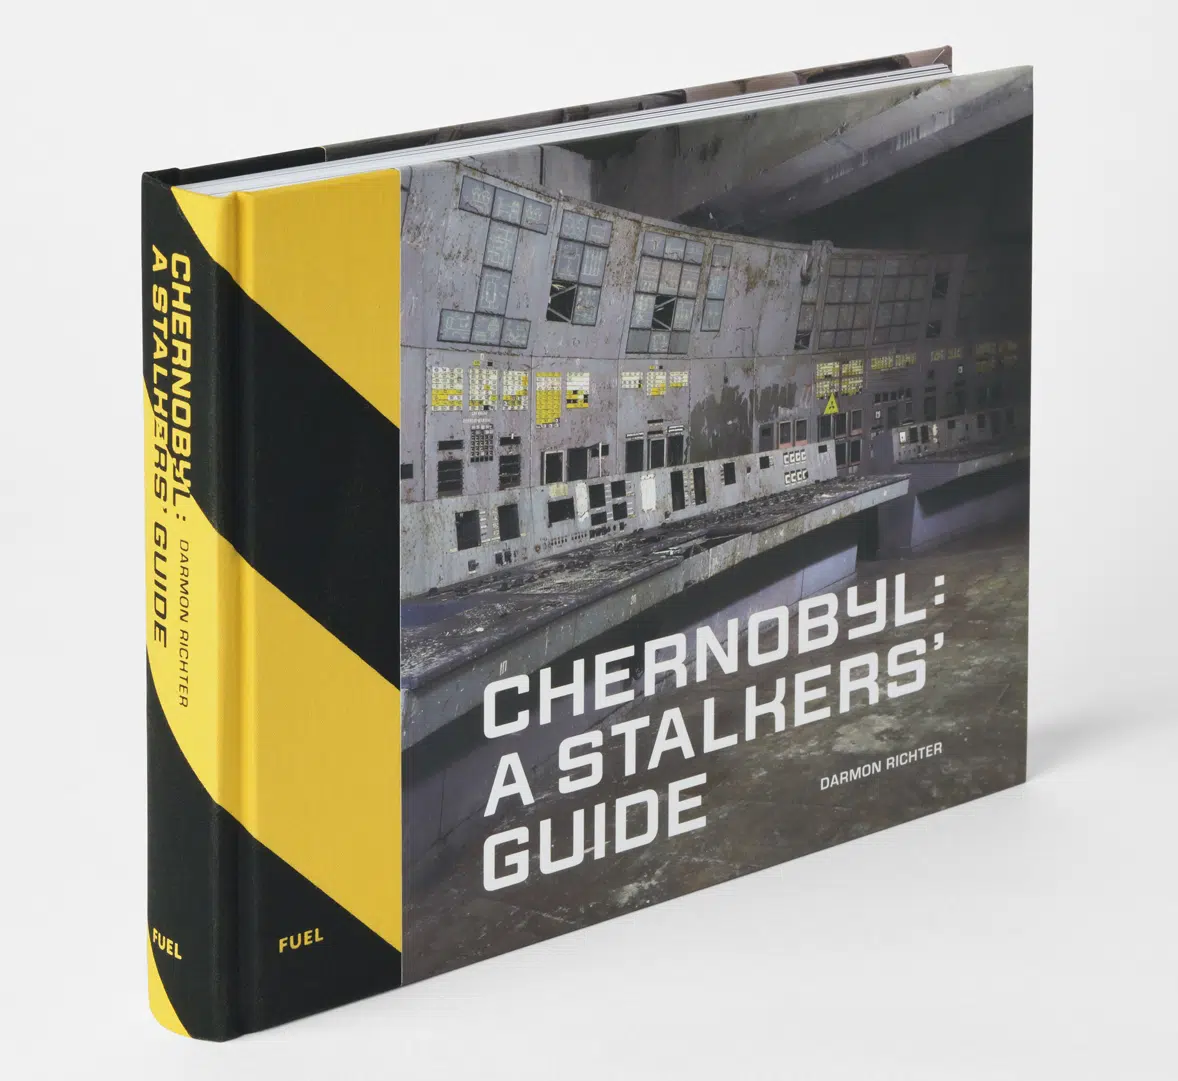 CHERNOBYL:
A STALKERS' GUIDE
DARMON RICHTER
FUEL
FUEL
CHERNOBYL:
A STALKERS'
GUIDE
DARMON RICHTER